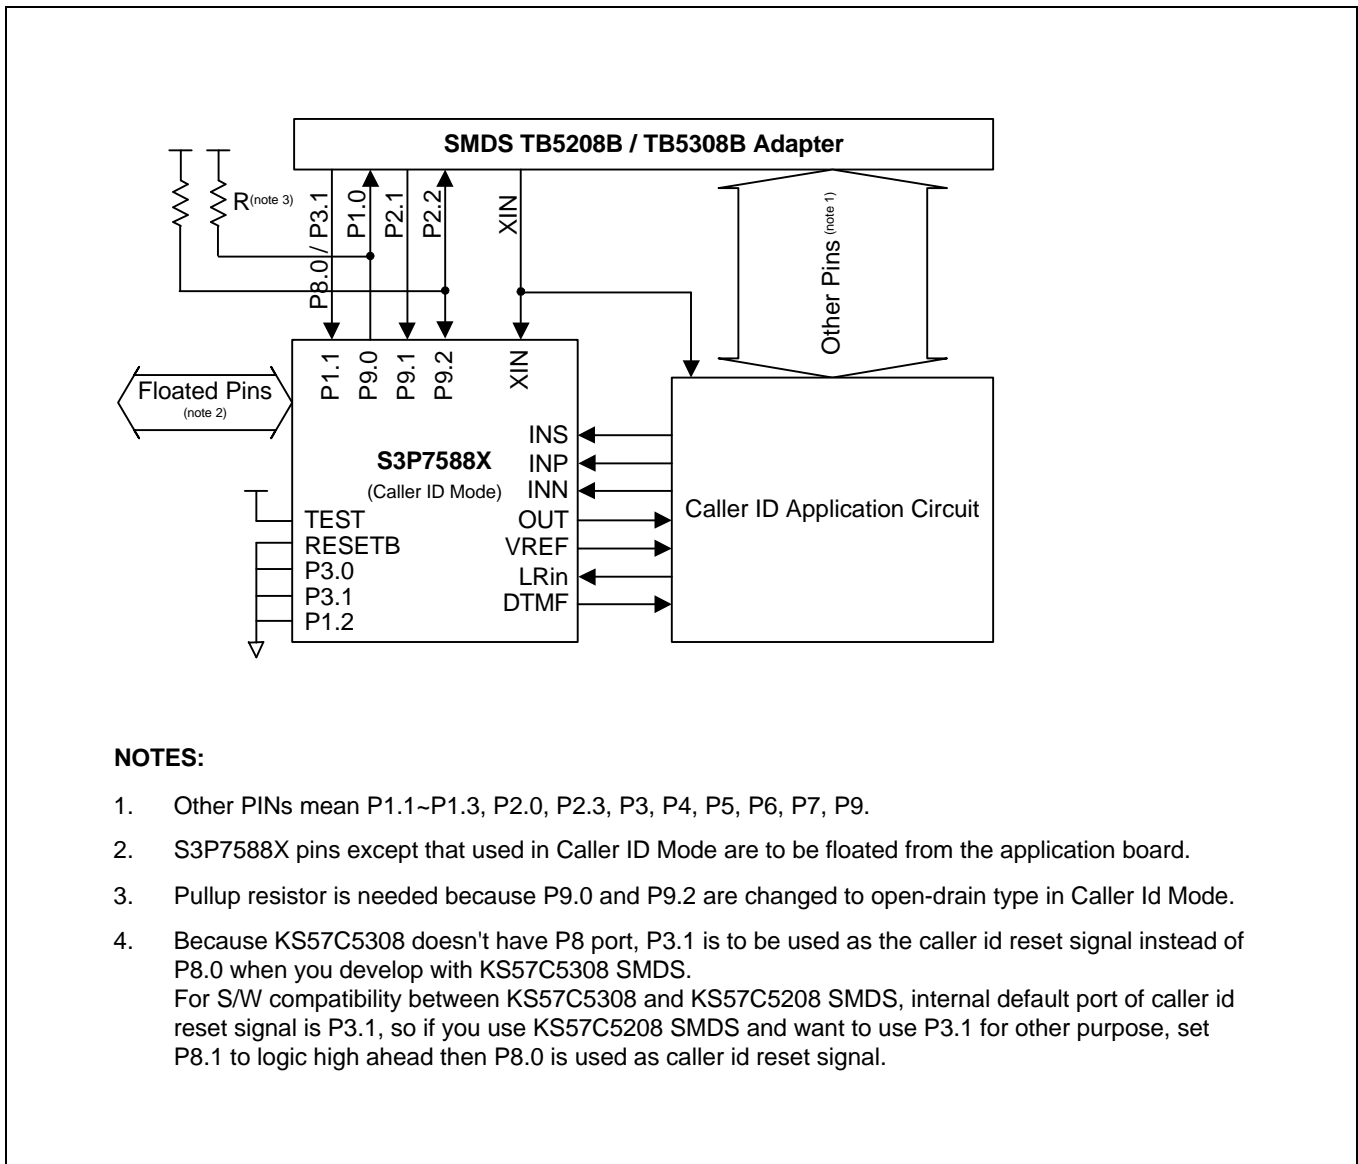 SMDS TB5208B / TB5308B Adapter
R(note 3)
P8.0 / P3.1
P1.0
P2.1
P2.2
XIN
Other Pins (note 1)
P1.1
P9.0
P9.1
P9.2
XIN
Floated Pins
(note 2)
S3P7588X
(Caller ID Mode)
INS
INP
INN
OUT
VREF
LRin
DTMF
TEST
RESETB
P3.0
P3.1
P1.2
Caller ID Application Circuit
NOTES:
1. Other PINs mean P1.1~P1.3, P2.0, P2.3, P3, P4, P5, P6, P7, P9.
2. S3P7588X pins except that used in Caller ID Mode are to be floated from the application board.
3. Pullup resistor is needed because P9.0 and P9.2 are changed to open-drain type in Caller Id Mode.
4. Because KS57C5308 doesn't have P8 port, P3.1 is to be used as the caller id reset signal instead of
P8.0 when you develop with KS57C5308 SMDS.
For S/W compatibility between KS57C5308 and KS57C5208 SMDS, internal default port of caller id
reset signal is P3.1, so if you use KS57C5208 SMDS and want to use P3.1 for other purpose, set
P8.1 to logic high ahead then P8.0 is used as caller id reset signal.